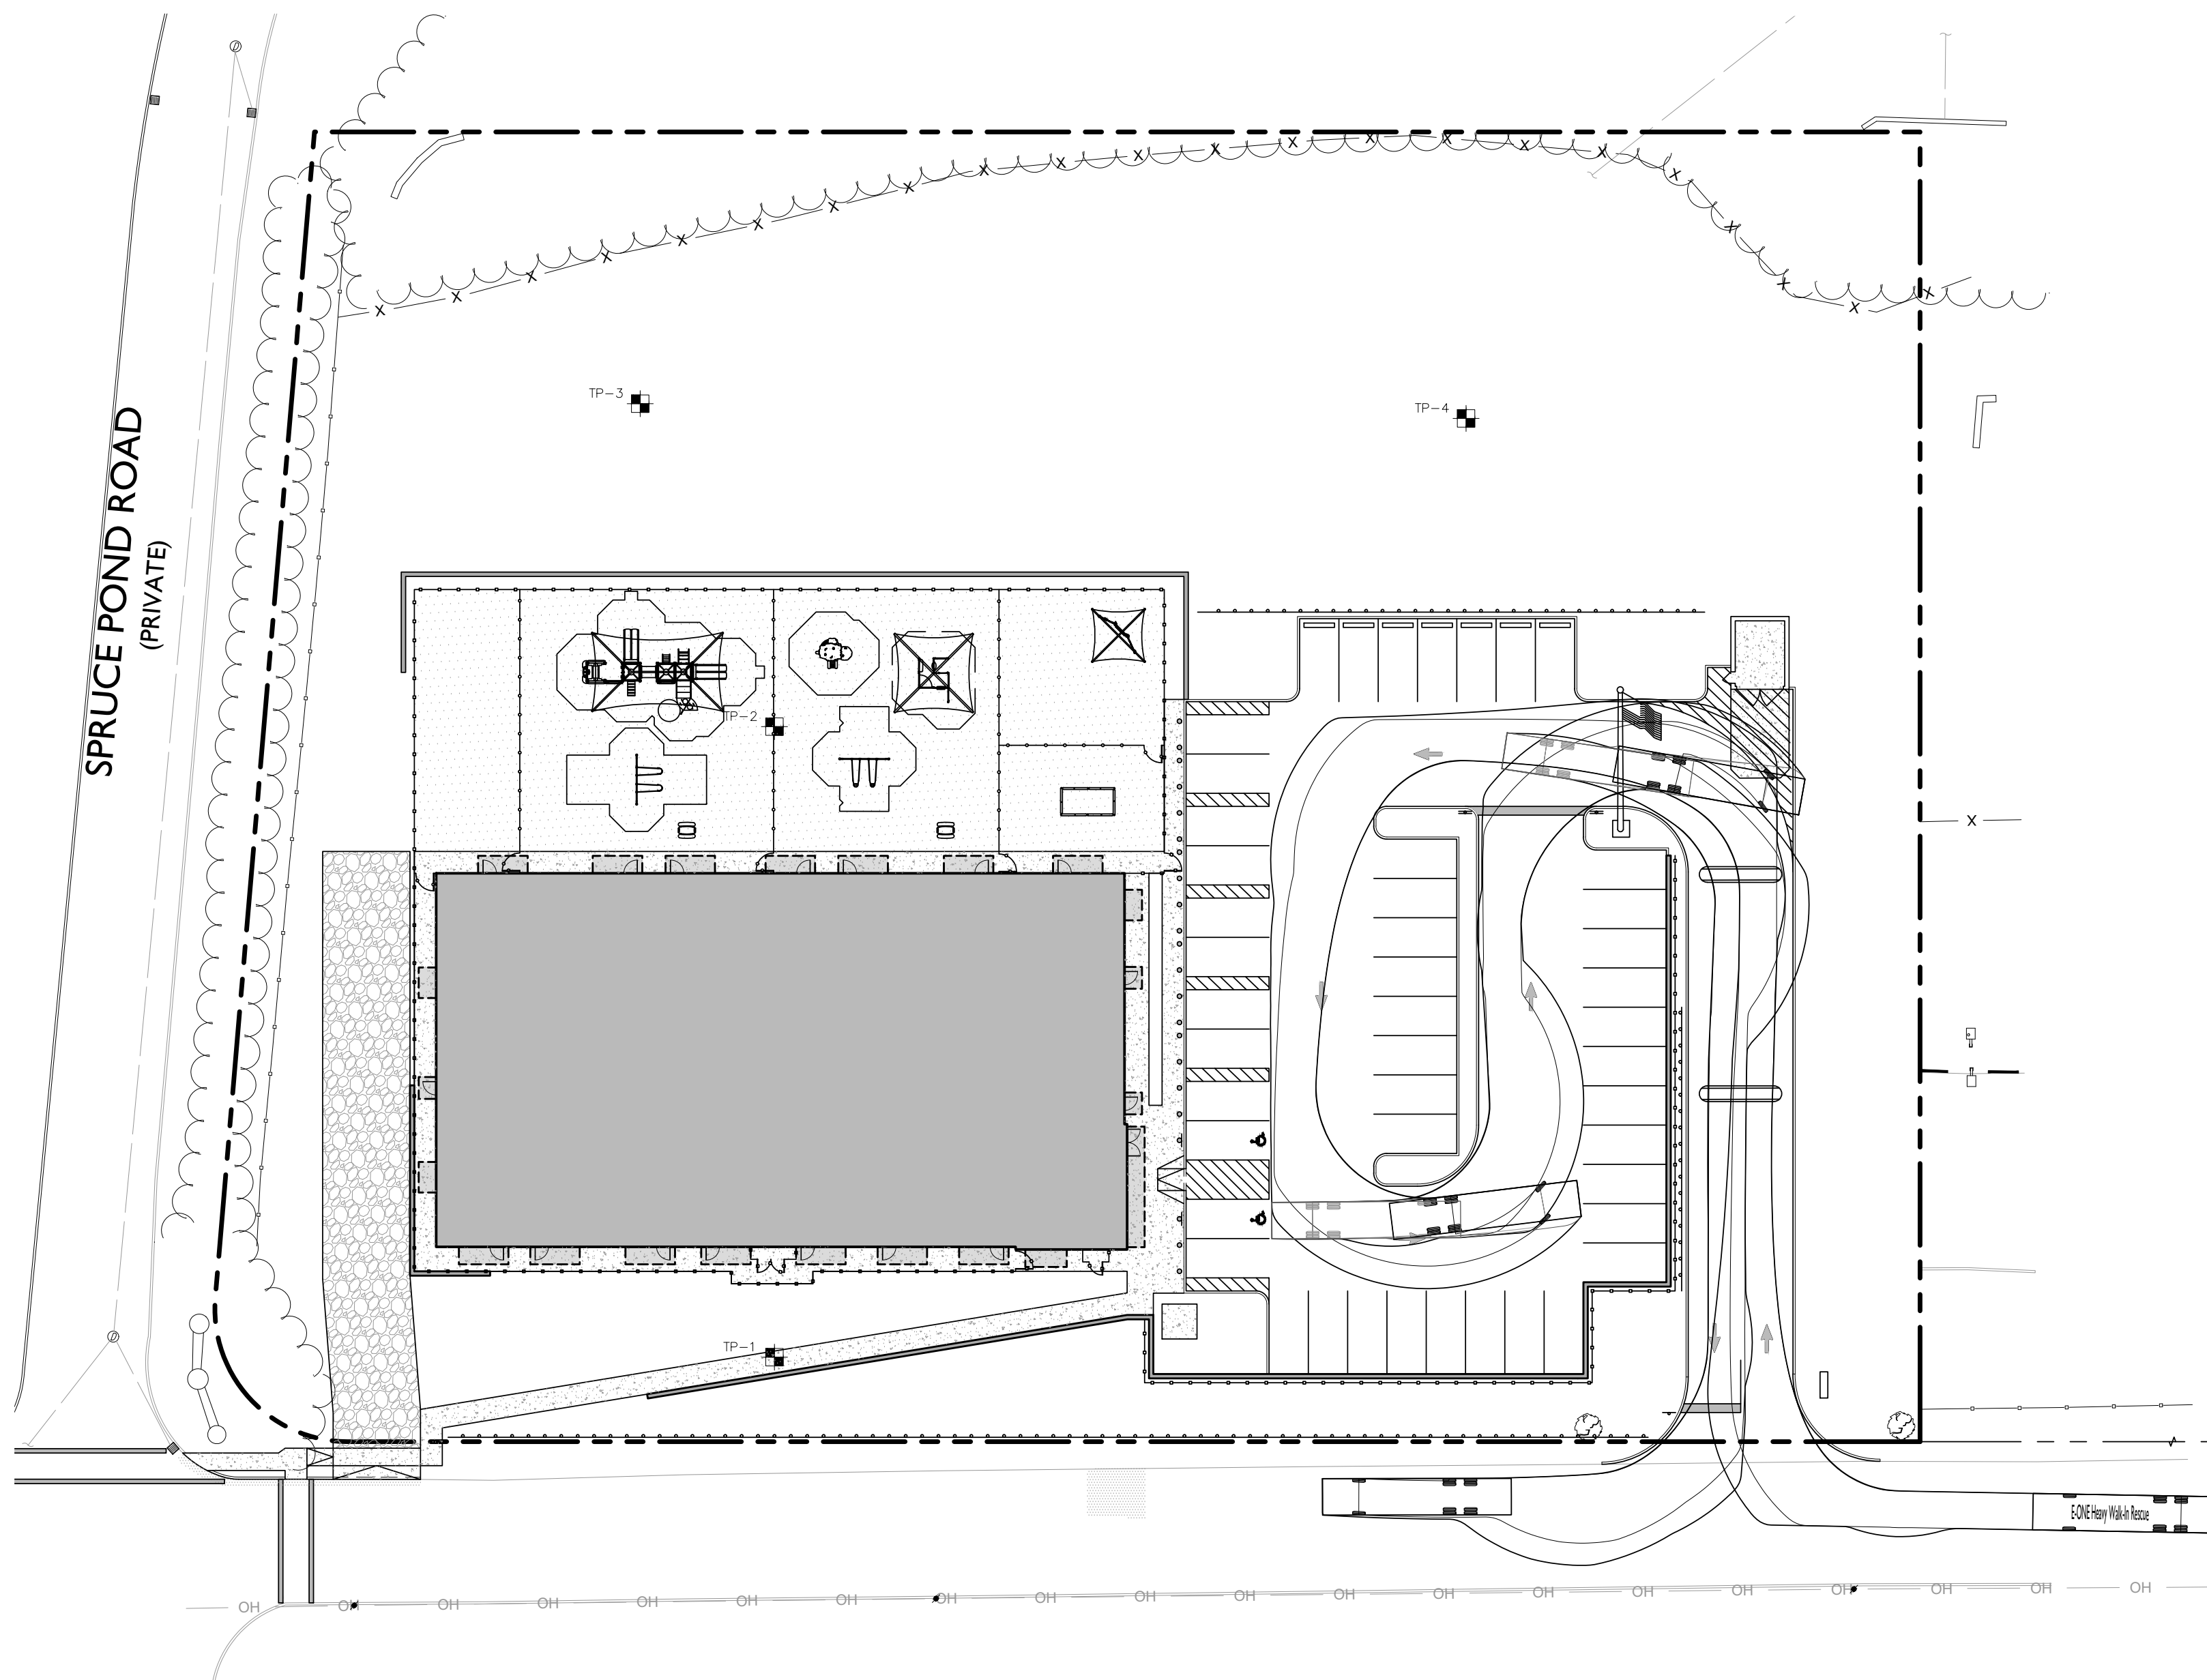 SPRUCE POND ROAD
(PRIVATE)
TP-3
TP-4
TP-2
TP-1
E-ONE Heavy Walk-In Rescue
OH OH OH OH OH OH OH OH OH OH OH OH OH OH OH OH OH OH OH OH